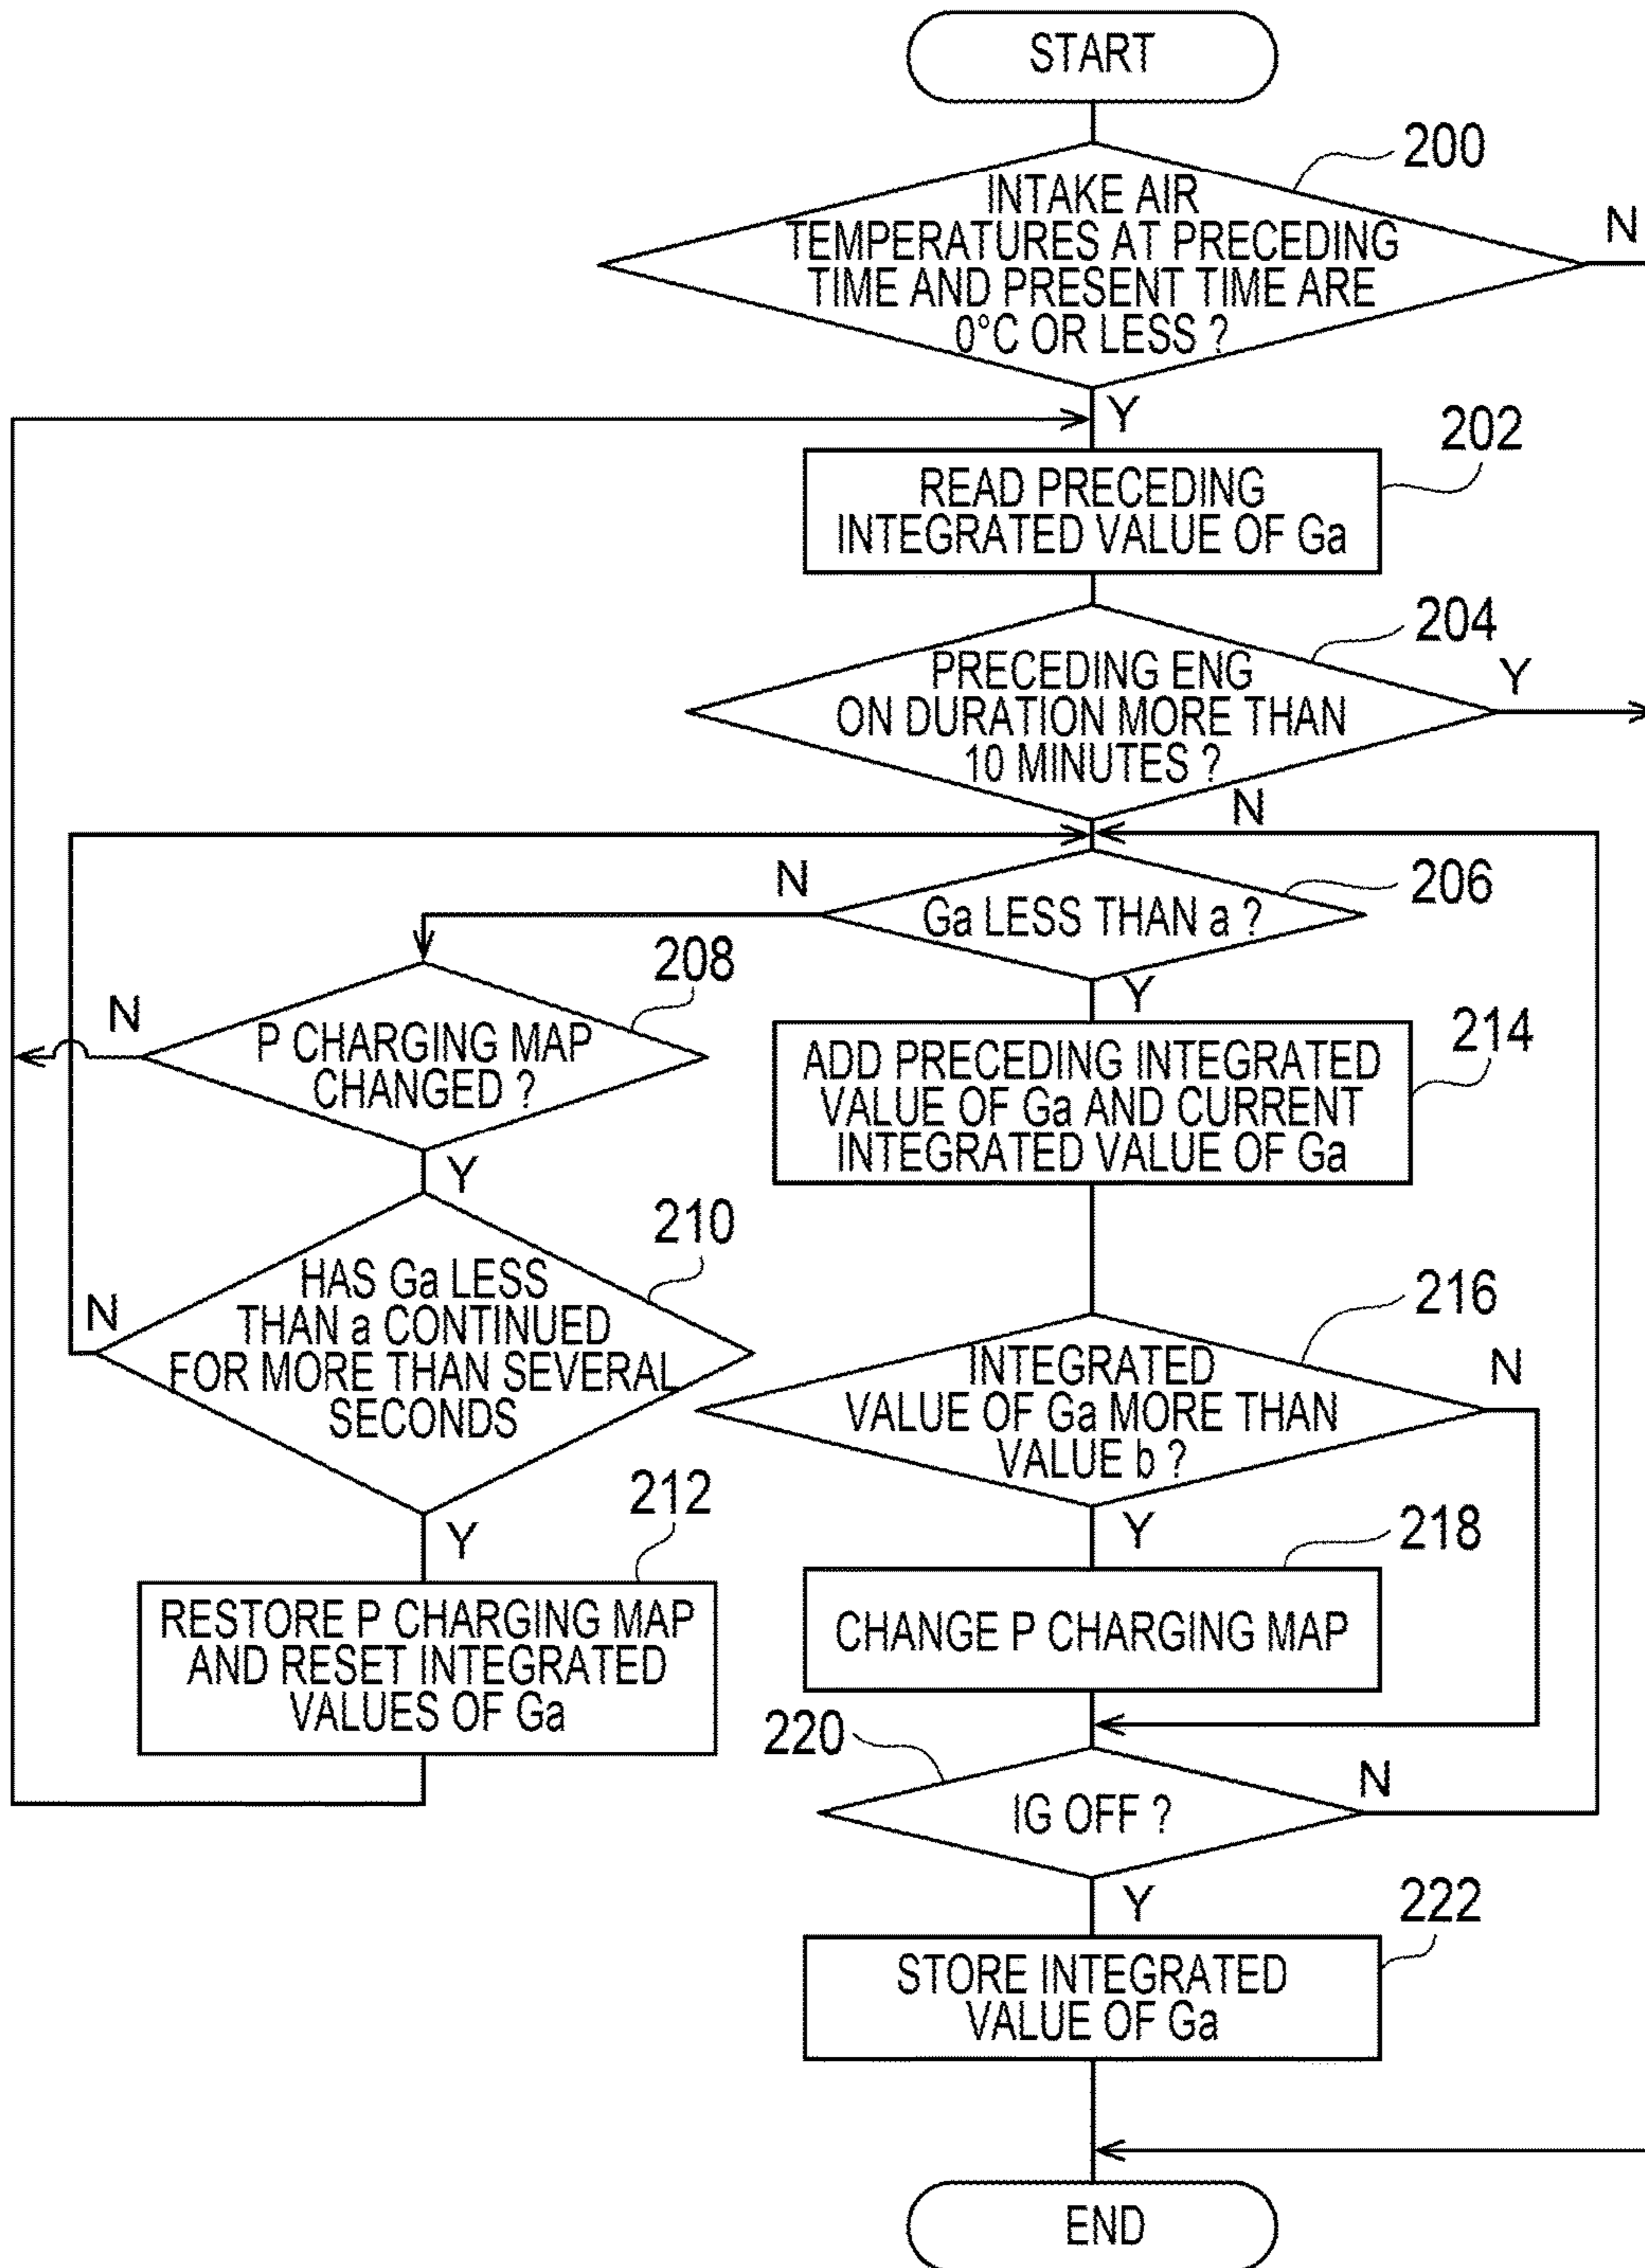 START
200
INTAKE AIR
TEMPERATURES AT PRECEDING
TIME AND PRESENT TIME ARE
0°C OR LESS ?
N
Y
202
READ PRECEDING
INTEGRATED VALUE OF Ga
204
PRECEDING ENG
ON DURATION MORE THAN
10 MINUTES ?
Y
N
206
Ga LESS THAN a ?
N
Y
208
P CHARGING MAP
CHANGED ?
N
Y
214
ADD PRECEDING INTEGRATED
VALUE OF Ga AND CURRENT
INTEGRATED VALUE OF Ga
210
HAS Ga LESS
THAN a CONTINUED
FOR MORE THAN SEVERAL
SECONDS
N
Y
216
INTEGRATED
VALUE OF Ga MORE THAN
VALUE b ?
N
Y
212
RESTORE P CHARGING MAP
AND RESET INTEGRATED
VALUES OF Ga
218
CHANGE P CHARGING MAP
220
IG OFF ?
N
Y
222
STORE INTEGRATED
VALUE OF Ga
END